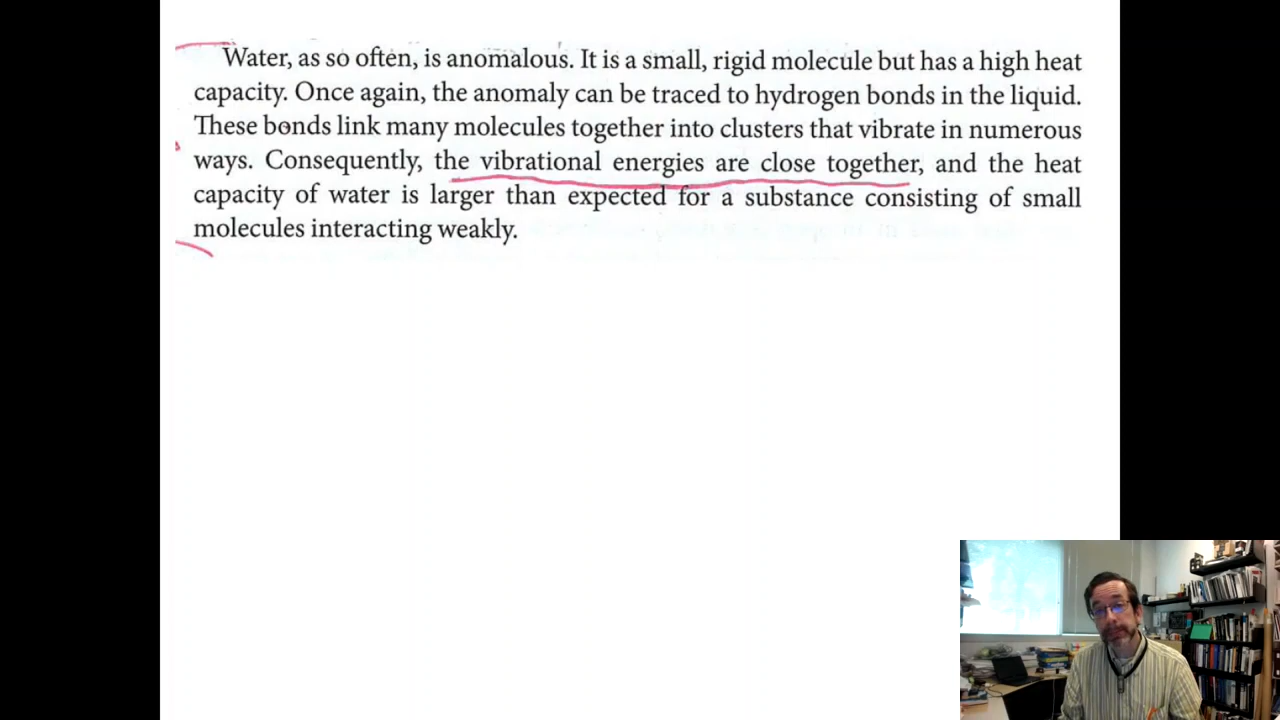 Water, as so often, is anomalous. It is a small, rigid molecule but has a high heat
capacity. Once again, the anomaly can be traced to hydrogen bonds in the liquid.
These bonds link many molecules together into clusters that vibrate in numerous
ways. Consequently, the vibrational energies are close together, and the heat
capacity of water is larger than expected for a substance consisting of small
molecules interacting weakly.